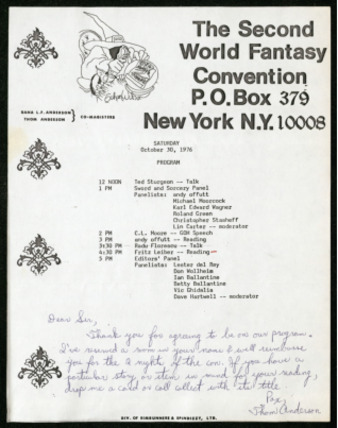 The Second
World Fantasy
Convention
P.O.Box 379
New York N.Y. 10008
DANA L.F. ANDERSON
THOM ANDERSON
CO-MAGISTERS
SATURDAY
October 30, 1976
PROGRAM
12 NOON Ted Sturgeon -- Talk
1 PM Sword and Sorcery Panel
Panelists: andy offutt
Michael Moorcock
Karl Edward Wagner
Roland Green
Christopher Stasheff
Lin Carter -- moderator
2 PM C.L. Moore -- GOH Speech
3 PM andy offutt -- Reading
3:30 PM Radu Florescu -- Talk
4:30 PM Fritz Leiber -- Reading
5 PM Editors' Panel
Panelists: Lester del Rey
Don Wollheim
Ian Ballantine
Betty Ballantine
Vic Ghidalia
Dave Hartwell -- moderator
Dear Sir,
Thank you for agreeing to be on our program.
I've reserved a room in your name & will reimburse
you for the 2 nights of the con. If you have a
particular story or item in mind for your reading,
drop me a card or call collect with its title.
Pax,
Thom Anderson
DIV. OF
LTD.